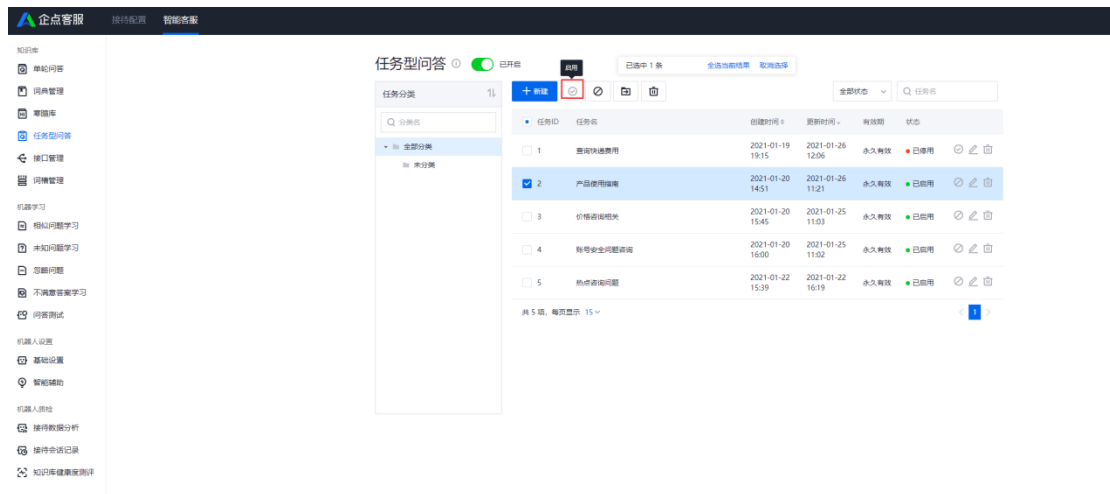 企点客服 接待配置 智能客服
知识库
单轮问答
词典管理
寒暄库
任务型问答
接口管理
词槽管理
机器学习
相似问题学习
未知问题学习
忽略问题
不满意答案学习
问答测试
机器人设置
基础设置
智能辅助
机器人质检
接待数据分析
接待会话记录
知识库健康度测评
任务型问答 已开启
启用
已选中 1 条 全选当前结果 取消选择
任务分类
分类名
全部分类
未分类
新建
全部状态 任务名
任务ID 任务名 创建时间 更新时间 有效期 状态
1 查询快递费用 2021-01-19 19:15 2021-01-26 12:06 永久有效 已停用
2 产品使用指南 2021-01-20 14:51 2021-01-26 11:21 永久有效 已启用
3 价格咨询相关 2021-01-20 15:45 2021-01-25 11:03 永久有效 已启用
4 账号安全问题咨询 2021-01-20 16:00 2021-01-25 11:02 永久有效 已启用
5 热点咨询问题 2021-01-22 15:39 2021-01-22 16:19 永久有效 已启用
共 5 项, 每页显示 15
1